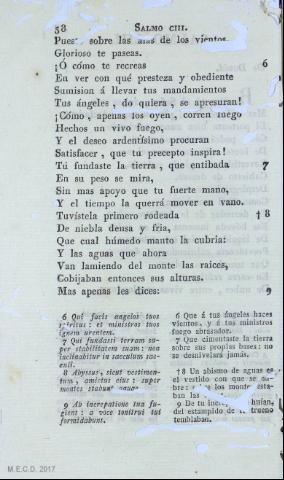 58 SALMO CIII.
Pues sobre las alas de los vientos
Glorioso te paseas.
¡Ó cómo te recreas 6
En ver con qué presteza y obediente
Sumision á llevar tus mandamientos
Tus ángeles, do quiera, se apresuran!
¡Cómo, apenas los oyen, corren luego
Hechos un vivo fuego,
Y el deseo ardentísimo procuran
Satisfacer, que tu precepto inspira!
Tú fundaste la tierra, que entibada 7
En su peso se mira,
Sin mas apoyo que tu fuerte mano,
Y el tiempo la querrá mover en vano.
Tuvístela primero rodeada † 8
De niebla densa y fria,
Que cual húmedo manto la cubria:
Y las aguas que ahora
Van lamiendo del monte las raices,
Cobijaban entonces sus alturas.
Mas apenas les dices: 9
6 Qui facis angelos tuos
spiritus: et ministros tuos
ignem urentem.
7 Qui fundasti terram super
stabilitatem suam: non
inclinabitur in saeculum saeculi.
8 Abyssus, sicut vestimentum,
amictus eius: super
montes stabunt aquae
9 Ab increpatione tua fugient:
a voce tonitrui tui
formidabunt.
6 Que á tus ángeles haces
vientos, y á tus ministros
fuego abrasador.
7 Que cimentaste la tierra
sobre sus propias bases: no
se desnivelará jamás.
† 8 Un abismo de aguas es
el vestido con que se cubre:
los montes estaban las
9 De tu increp huian,
del estampido de trueno
temblaban.
M.E.C.D. 2017